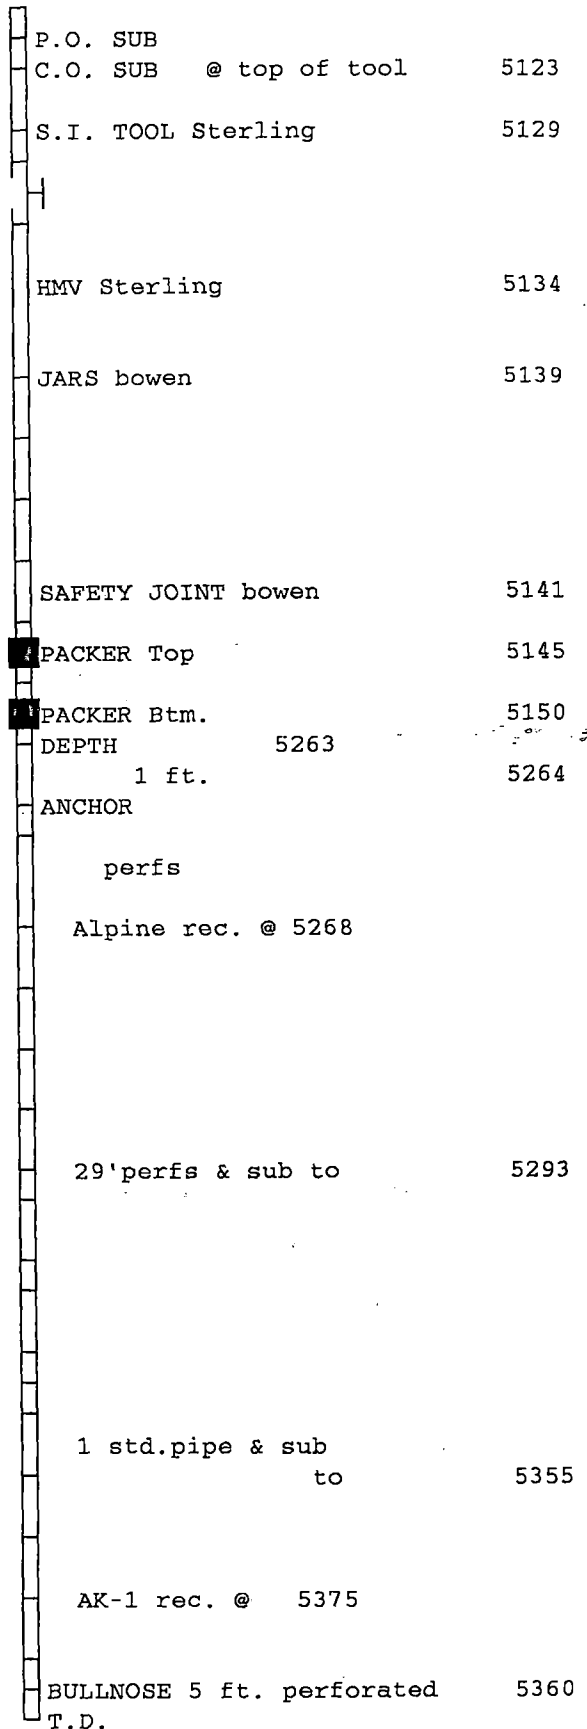 P.O. SUB
C.O. SUB @ top of tool 5123
S.I. TOOL Sterling 5129
HMV Sterling 5134
JARS bowen 5139
SAFETY JOINT bowen 5141
PACKER Top 5145
PACKER Btm. 5150
DEPTH 5263
1 ft. 5264
ANCHOR
perfs
Alpine rec. @ 5268
29'perfs & sub to 5293
1 std.pipe & sub
to 5355
AK-1 rec. @ 5375
BULLNOSE 5 ft. perforated 5360
T.D.